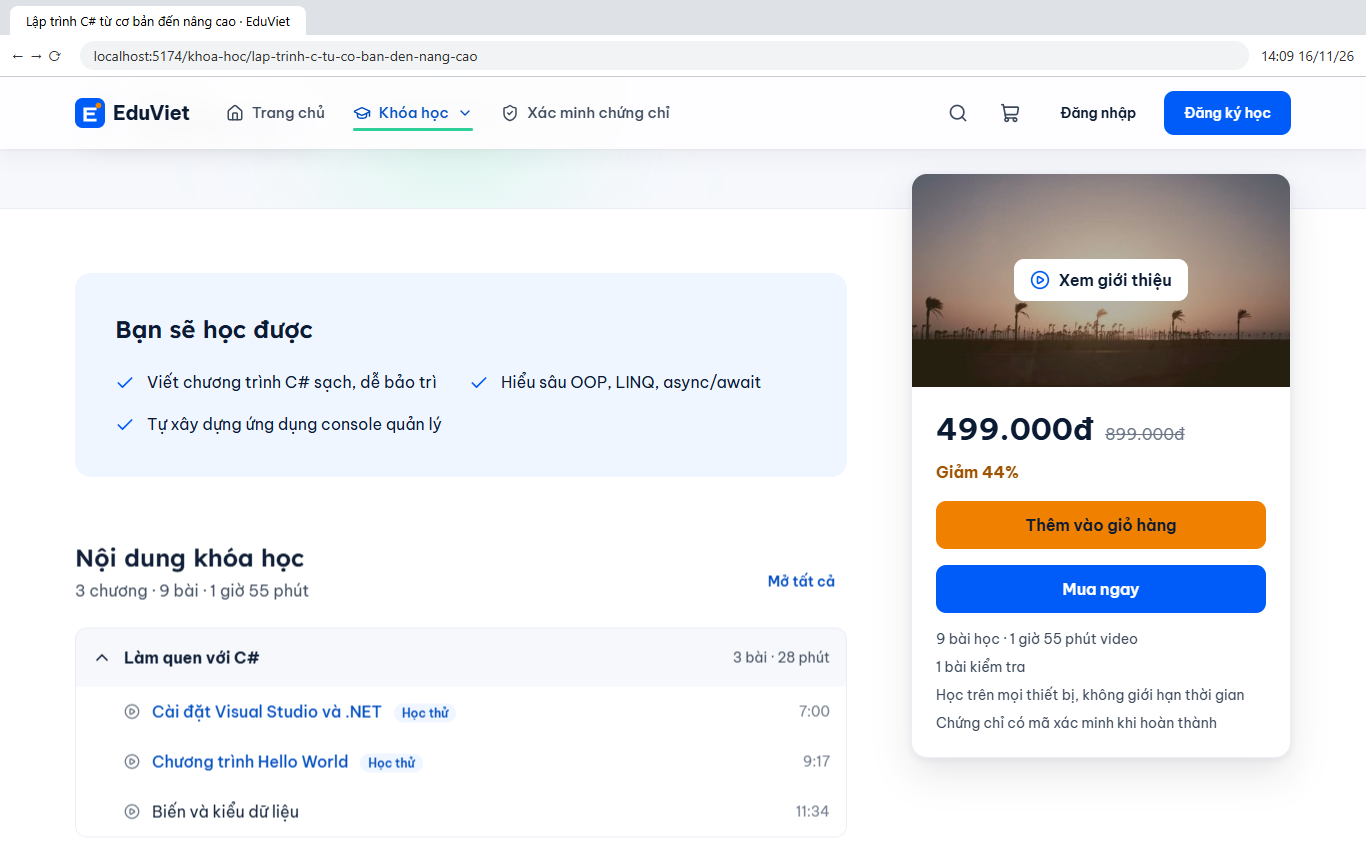 Lập trình C# từ cơ bản đến nâng cao · EduViet
localhost:5174/khoa-hoc/lap-trinh-c-tu-co-ban-den-nang-cao
14:09 16/11/26
EduViet
Trang chủ
Khóa học
Xác minh chứng chỉ
Đăng nhập
Đăng ký học
Bạn sẽ học được
Viết chương trình C# sạch, dễ bảo trì
Hiểu sâu OOP, LINQ, async/await
Tự xây dựng ứng dụng console quản lý
Nội dung khóa học
3 chương · 9 bài · 1 giờ 55 phút
Mở tất cả
Làm quen với C#
3 bài · 28 phút
Cài đặt Visual Studio và .NET
Học thử
7:00
Chương trình Hello World
Học thử
9:17
Biến và kiểu dữ liệu
11:34
Xem giới thiệu
499.000đ
899.000đ
Giảm 44%
Thêm vào giỏ hàng
Mua ngay
9 bài học · 1 giờ 55 phút video
1 bài kiểm tra
Học trên mọi thiết bị, không giới hạn thời gian
Chứng chỉ có mã xác minh khi hoàn thành